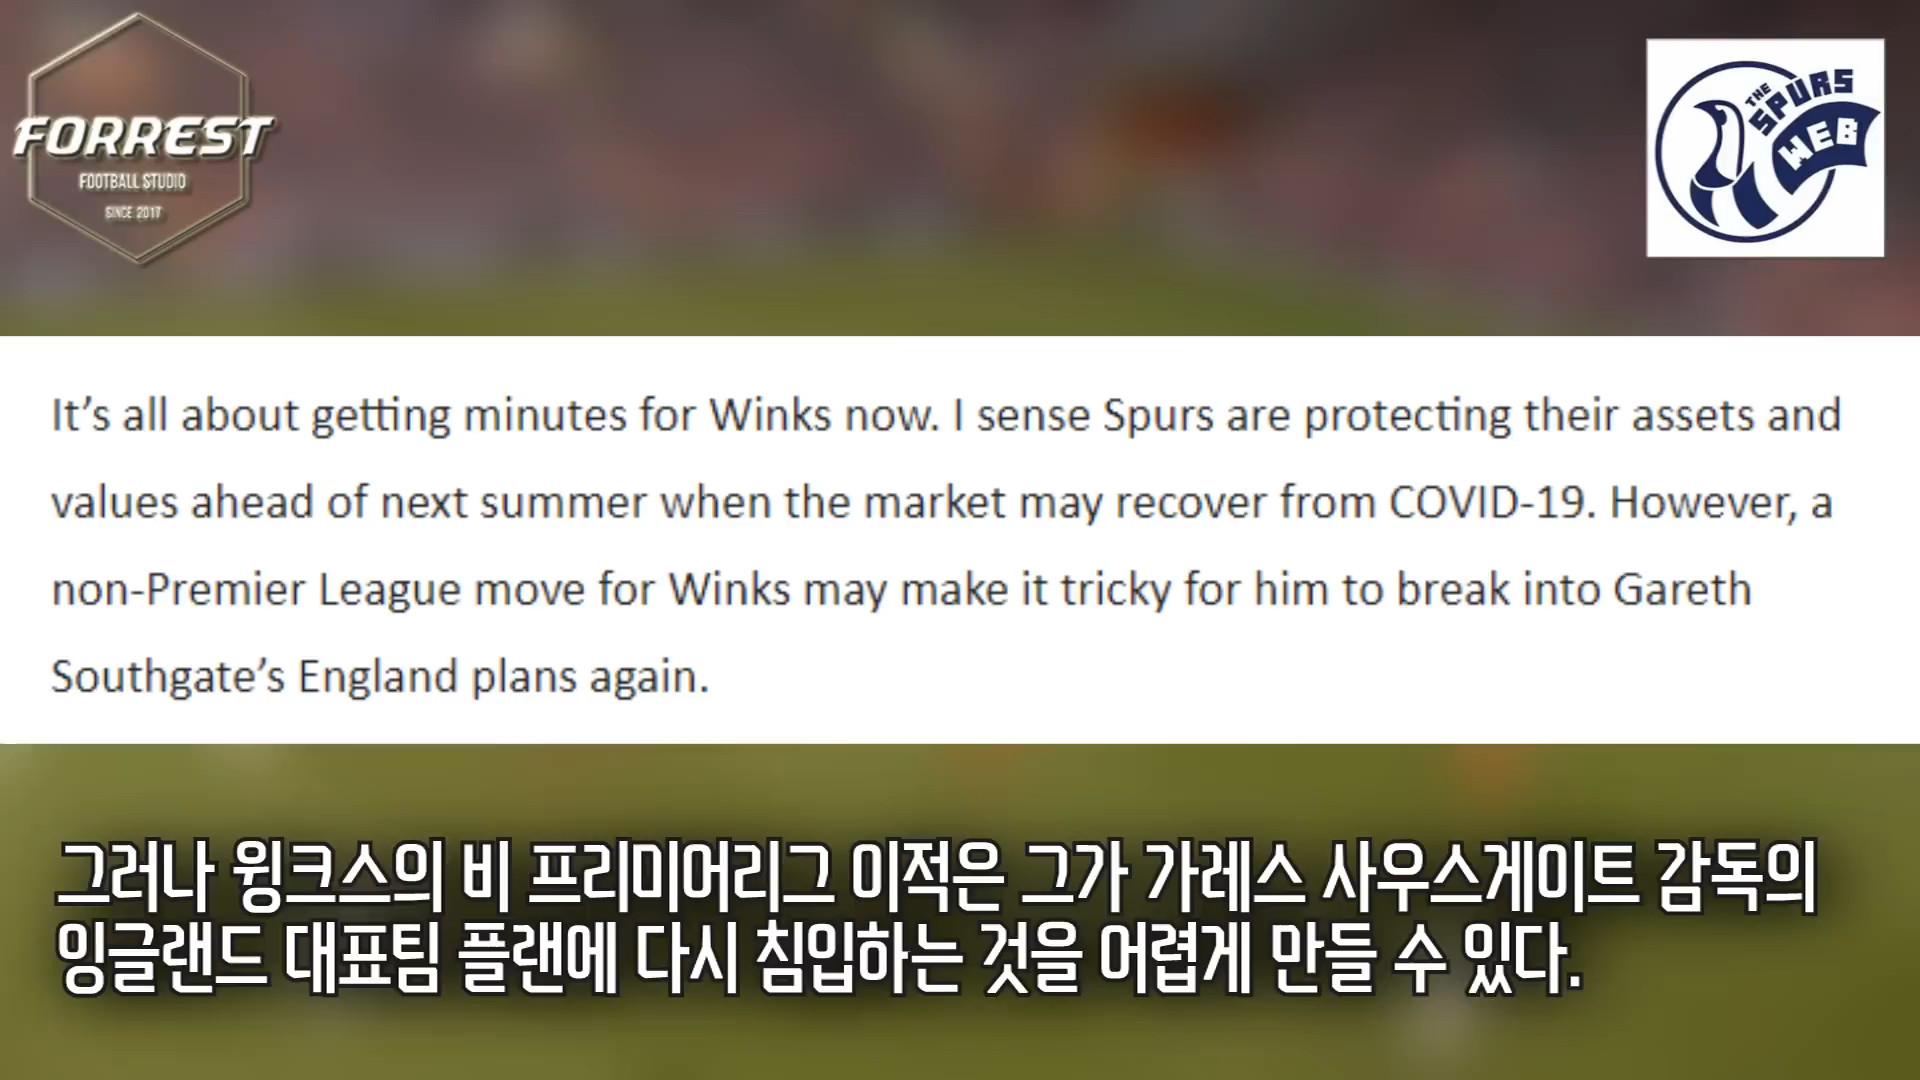 FORREST
FOOTBALL STUDIO
SINCE 2017
THE
SPURS
WEB
It’s all about getting minutes for Winks now. I sense Spurs are protecting their assets and
values ahead of next summer when the market may recover from COVID-19. However, a
non-Premier League move for Winks may make it tricky for him to break into Gareth
Southgate’s England plans again.
그러나 윙크스의 비 프리미어리그 이적은 그가 가레스 사우스게이트 감독의
잉글랜드 대표팀 플랜에 다시 침입하는 것을 어렵게 만들 수 있다.